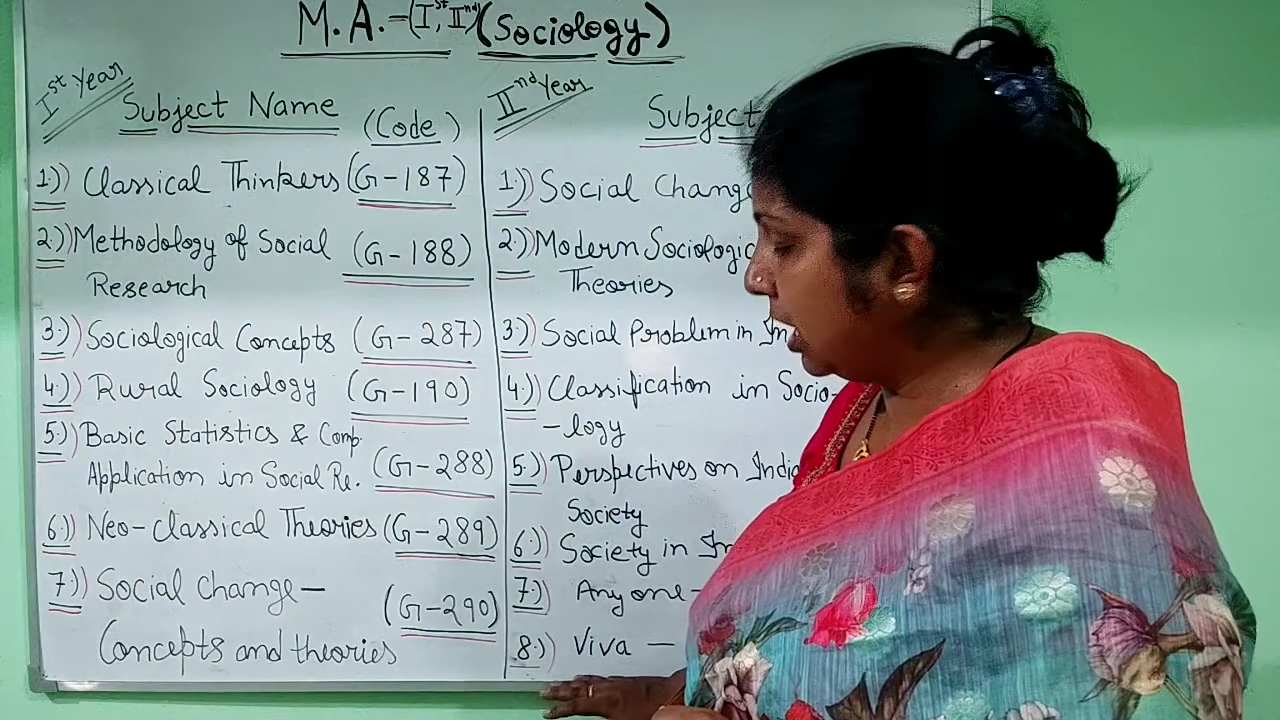 M.A. - (Ist, IInd) (Sociology)
Ist Year
Subject Name
(Code)
1.)) Classical Thinkers (G-187)
2.)) Methodology of Social (G-188)
Research
3.)) Sociological Concepts (G-287)
4.)) Rural Sociology (G-190)
5.)) Basic Statistics & Comp.
Application in Social Re. (G-288)
6.)) Neo-classical Theories (G-289)
7.)) Social Change-
(G-290)
Concepts and theories
IInd Year
Subject
1.)) Social Change
2.)) Modern Sociologic
Theories
3.)) Social Problem in In
4.)) Classification in Socio-
-logy
5.)) Perspectives on India
Society
6.)) Society in In
7.)) Any one -
8.)) Viva -